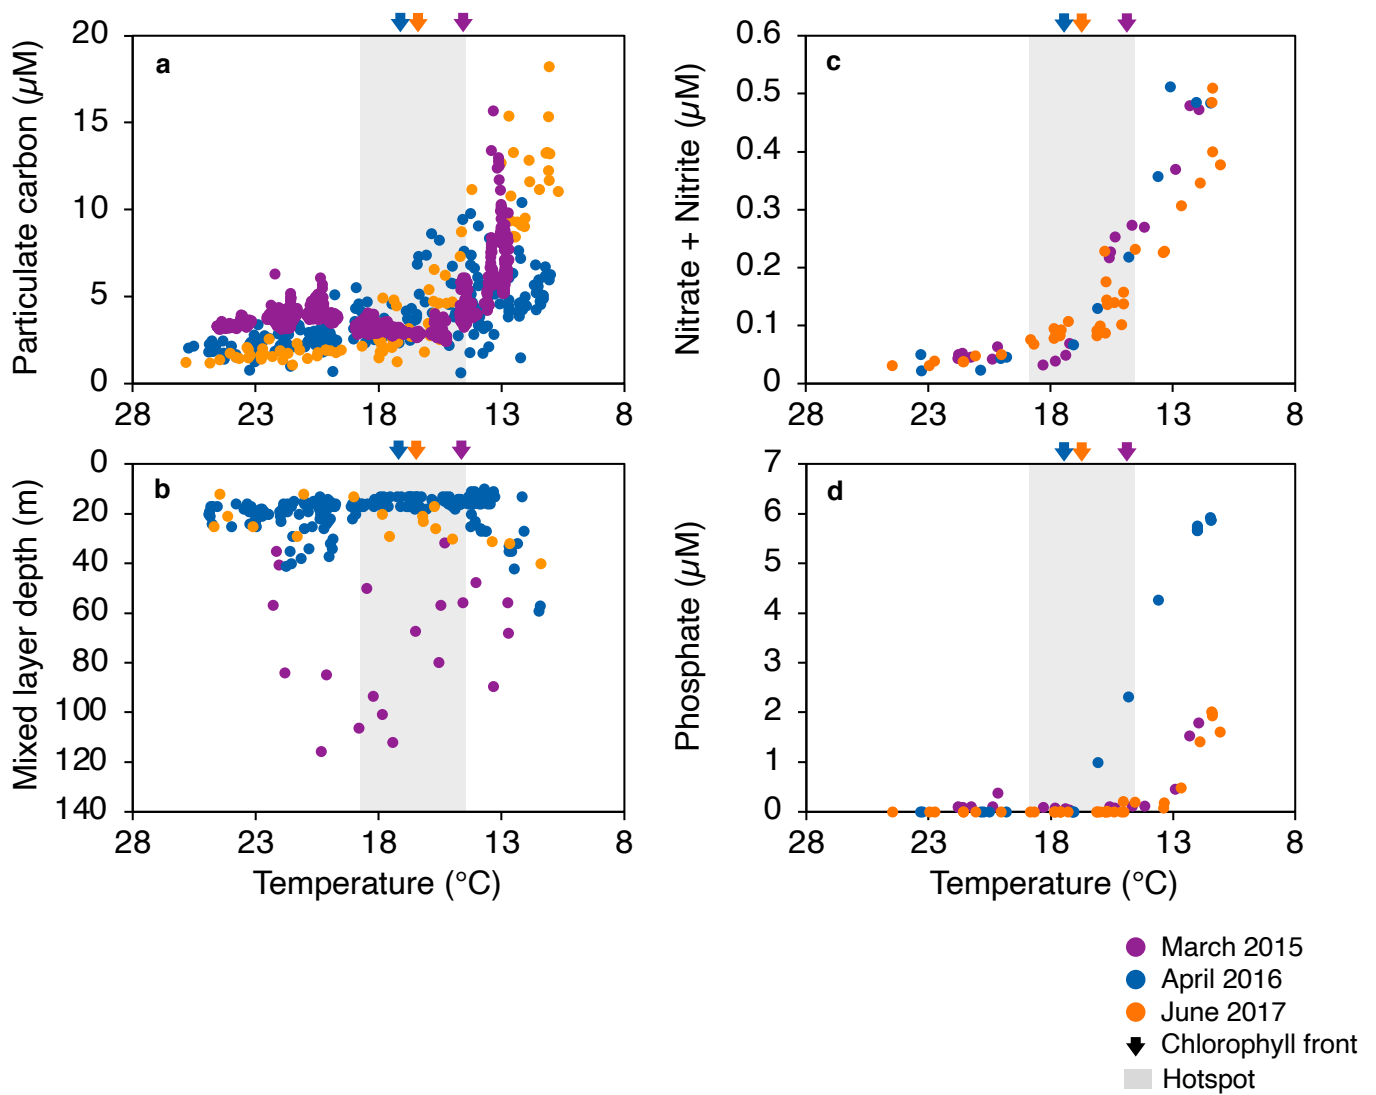 a
Particulate carbon (µM)
20
15
10
5
0
28 23 18 13 8
b
Mixed layer depth (m)
0
20
40
60
80
100
120
140
28 23 18 13 8
Temperature (°C)
c
Nitrate + Nitrite (µM)
0.6
0.5
0.4
0.3
0.2
0.1
0
28 23 18 13 8
d
Phosphate (µM)
7
6
5
4
3
2
1
0
28 23 18 13 8
Temperature (°C)
March 2015
April 2016
June 2017
Chlorophyll front
Hotspot